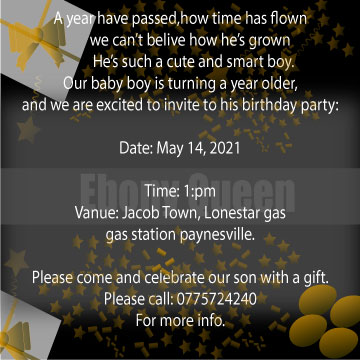 A year have passed,how time has flown
we can't belive how he's grown
He's such a cute and smart boy.
Our baby boy is turning a year older,
and we are excited to invite to his birthday party:
Date: May 14, 2021
Ebony Queen
Time: 1:pm
Vanue: Jacob Town, Lonestar gas
gas station paynesville.
Please come and celebrate our son with a gift.
Please call: 0775724240
For more info.